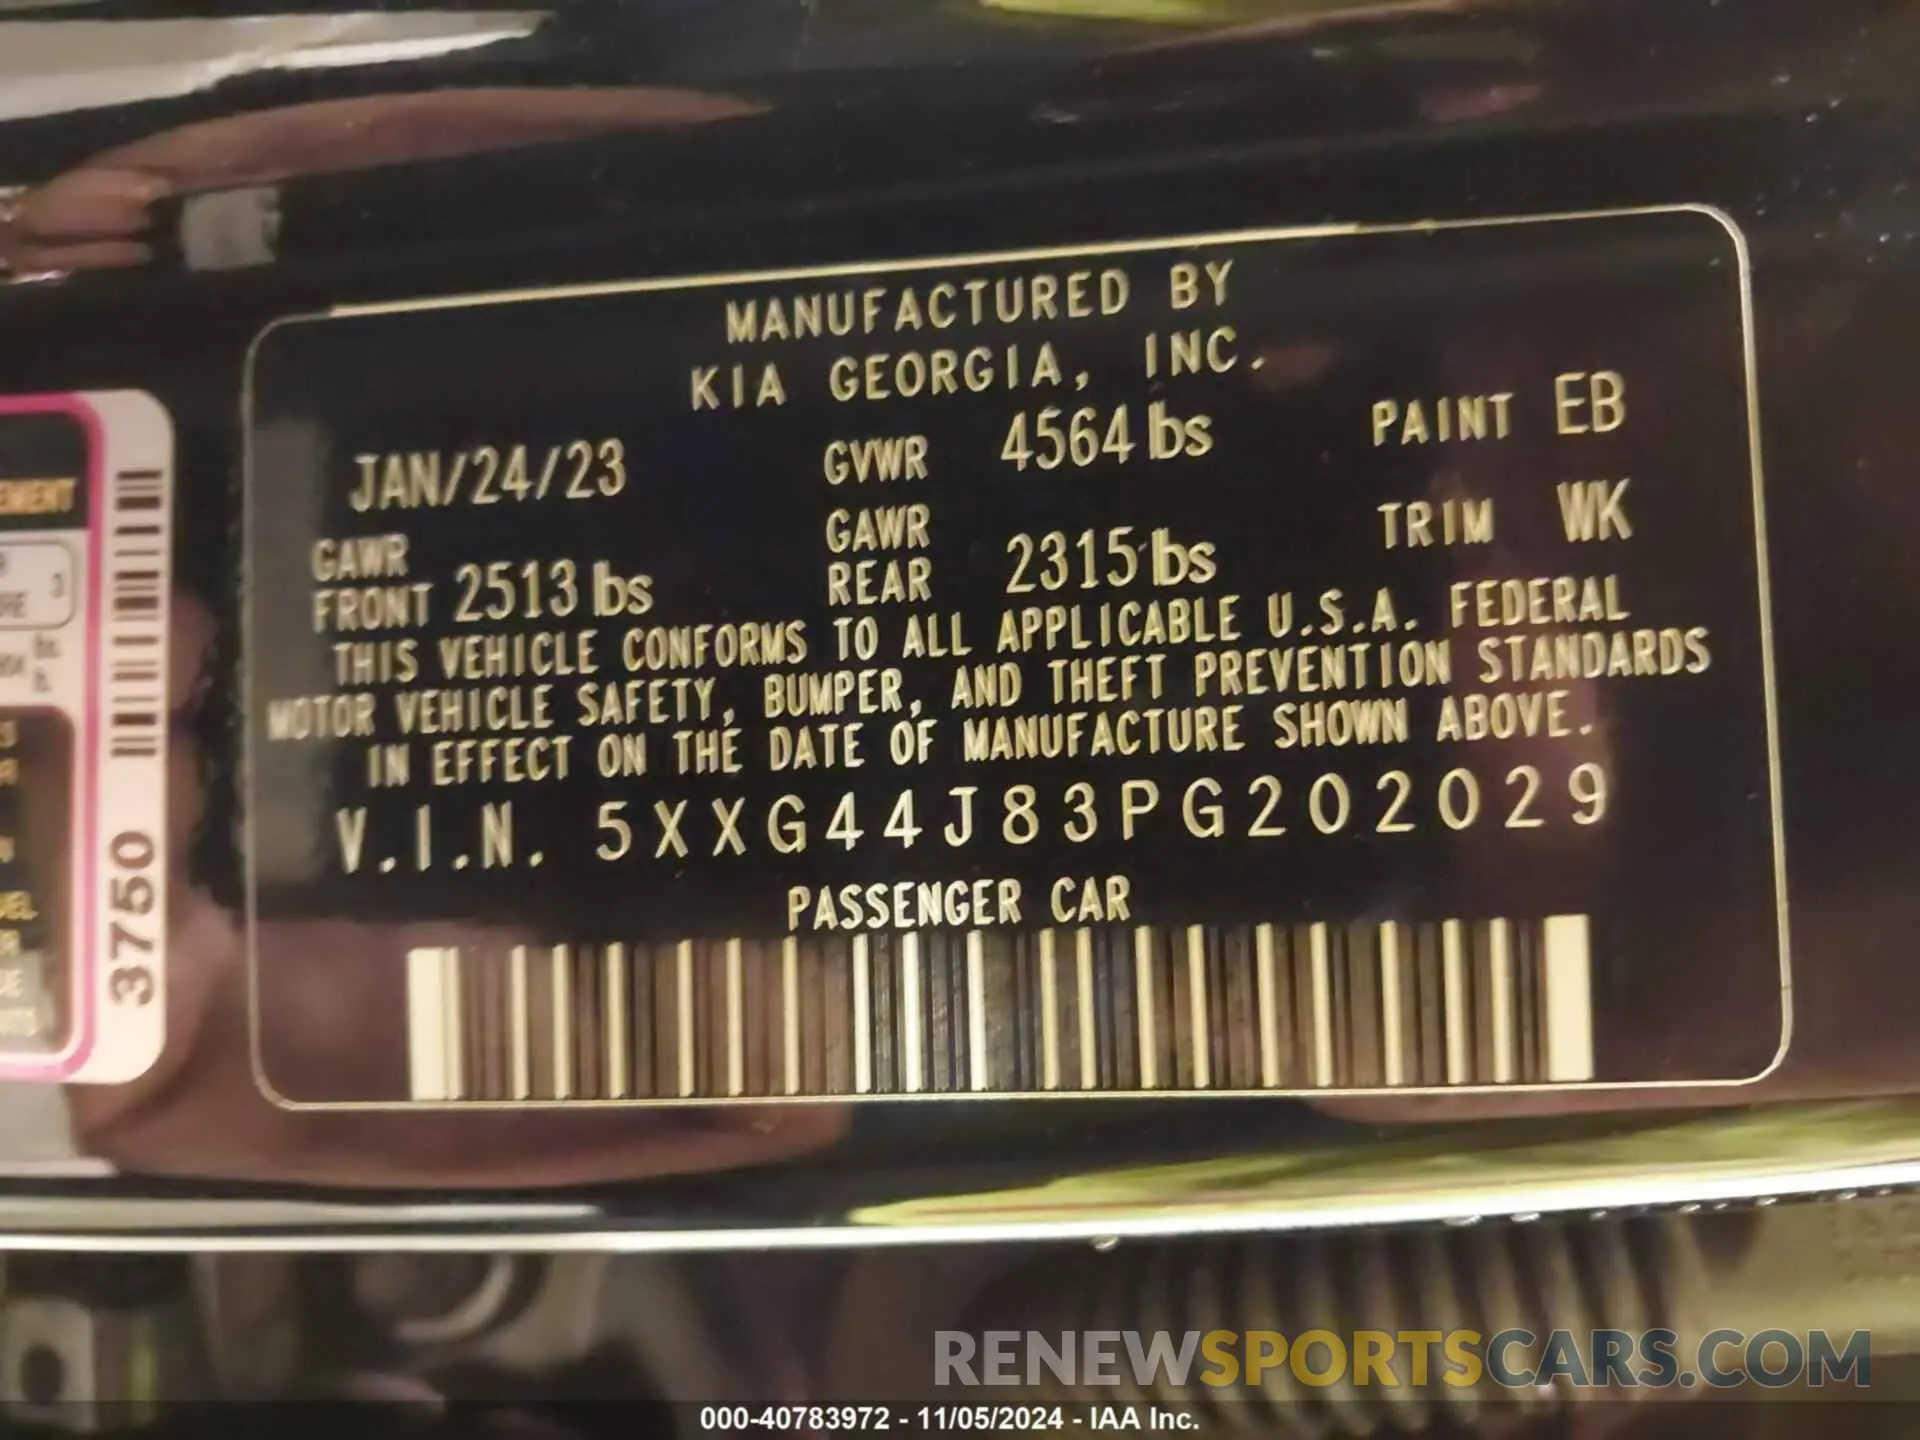 MANUFACTURED BY
KIA GEORGIA, INC.
JAN/24/23 GVWR 4564 lbs PAINT EB
GAWR FRONT 2513 lbs GAWR REAR 2315 lbs TRIM WK
THIS VEHICLE CONFORMS TO ALL APPLICABLE U.S.A. FEDERAL
MOTOR VEHICLE SAFETY, BUMPER, AND THEFT PREVENTION STANDARDS
IN EFFECT ON THE DATE OF MANUFACTURE SHOWN ABOVE.
V.I.N. 5XXG44J83PG202029
PASSENGER CAR
3750
RENEWSPORTSCARS.COM
000-40783972 - 11/05/2024 - IAA Inc.